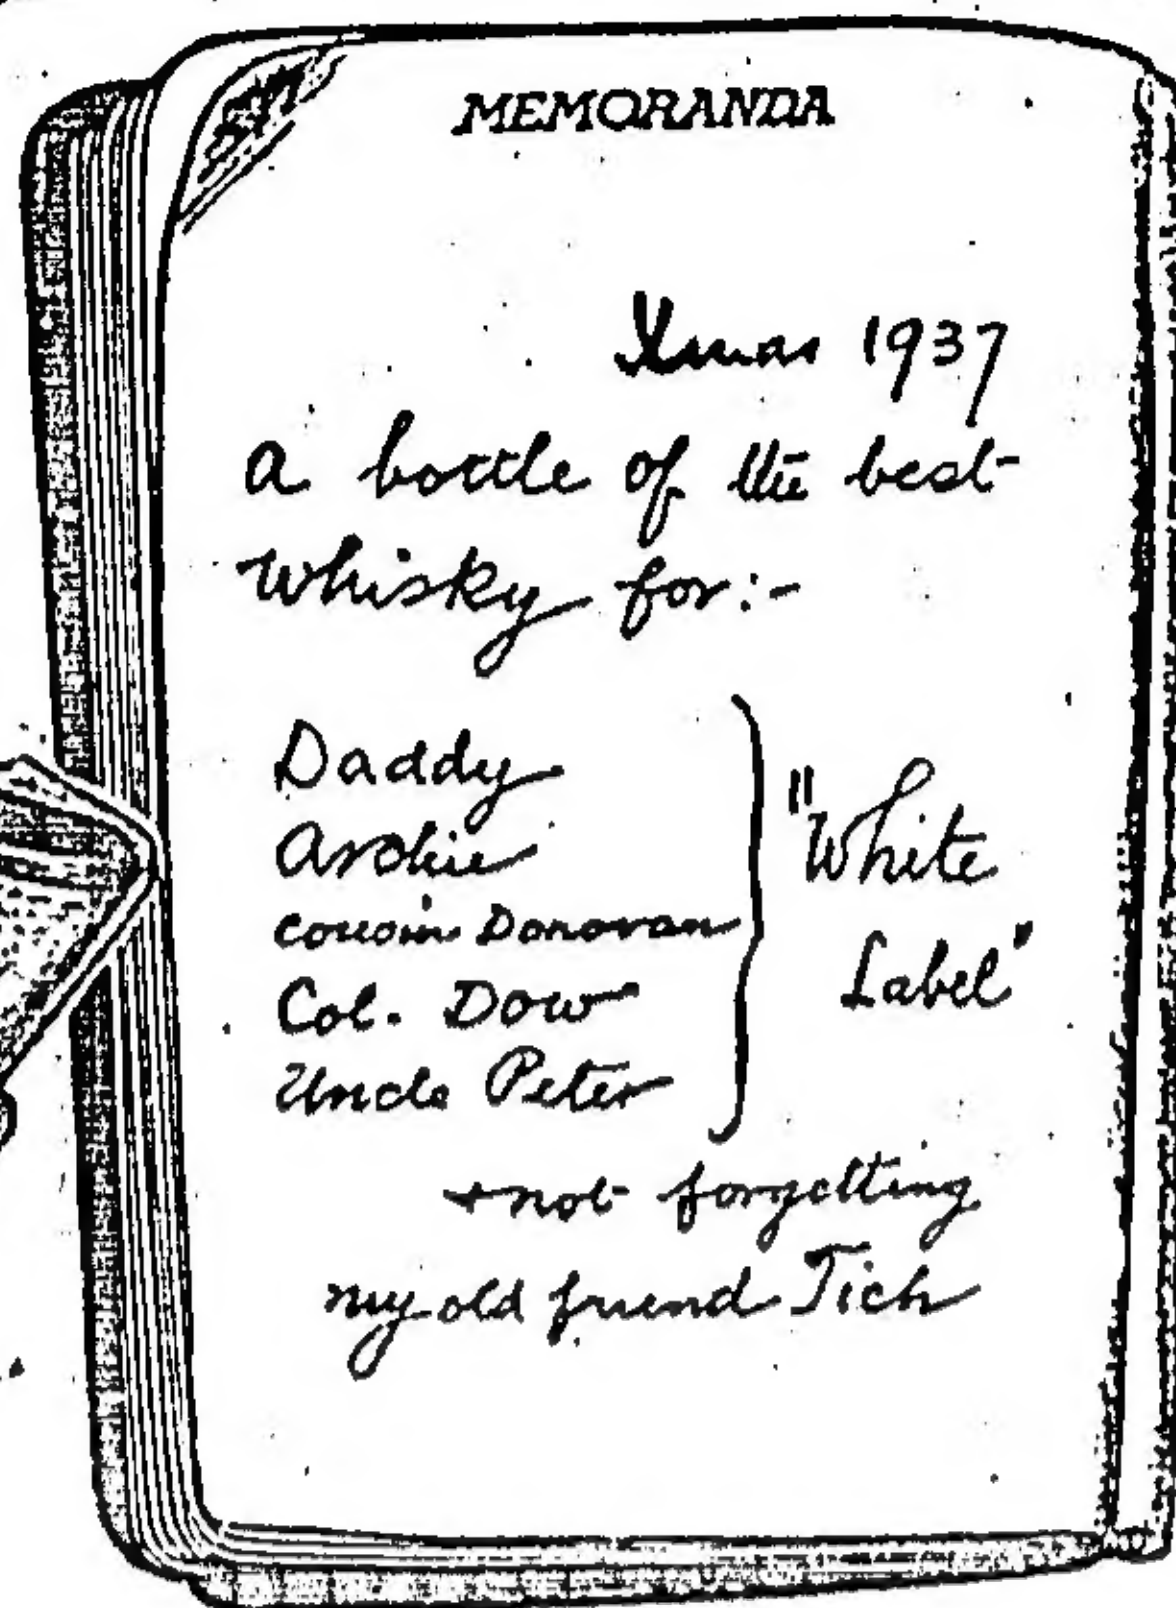 MEMORANDA
Xmas 1937
a bottle of the best
whisky for:-
Daddy
Archie
Cousin Donovan
Col. Dow
Uncle Peter
"White
Label"
+ not forgetting
my old friend Tich